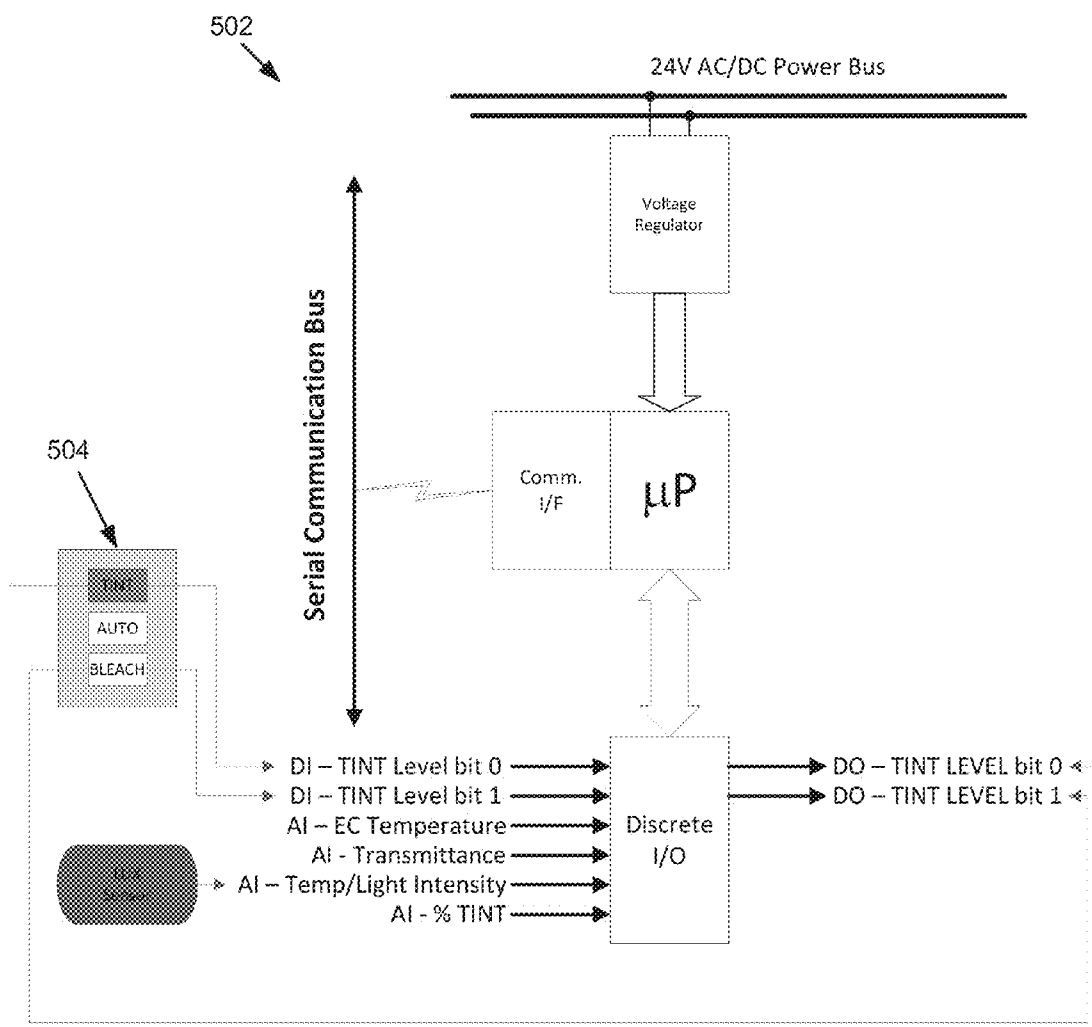 502
24V AC/DC Power Bus
Voltage
Regulator
Serial Communication Bus
Comm.
I/F
µP
504
TINT
AUTO
BLEACH
DI – TINT Level bit 0
DI – TINT Level bit 1
AI – EC Temperature
AI - Transmittance
AI – Temp/Light Intensity
AI - % TINT
Discrete
I/O
DO – TINT LEVEL bit 0
DO – TINT LEVEL bit 1